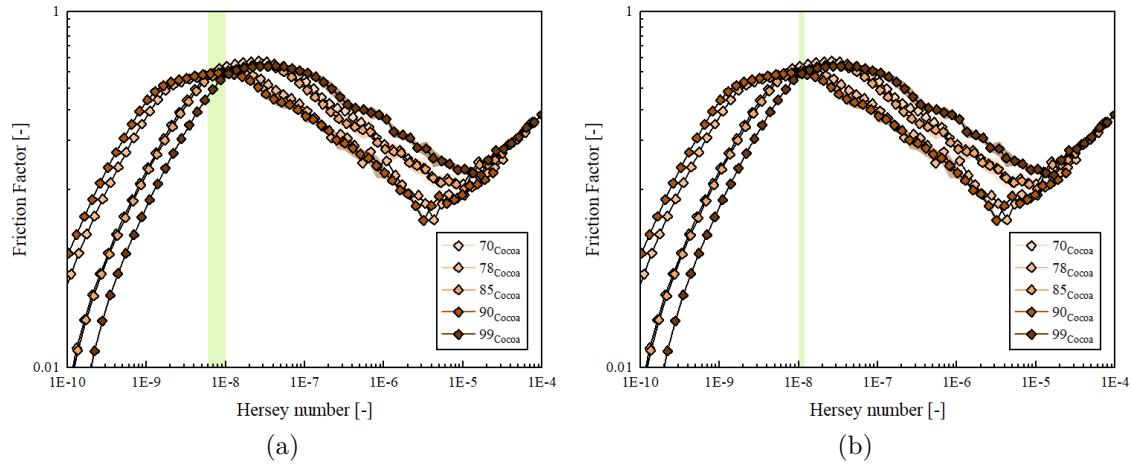 1
Friction Factor [-]
0.01
1E-10
1E-9
1E-8
1E-7
1E-6
1E-5
1E-4
Hersey number [-]
70Cocoa
78Cocoa
85Cocoa
90Cocoa
99Cocoa
(a)
1
Friction Factor [-]
0.01
1E-10
1E-9
1E-8
1E-7
1E-6
1E-5
1E-4
Hersey number [-]
70Cocoa
78Cocoa
85Cocoa
90Cocoa
99Cocoa
(b)